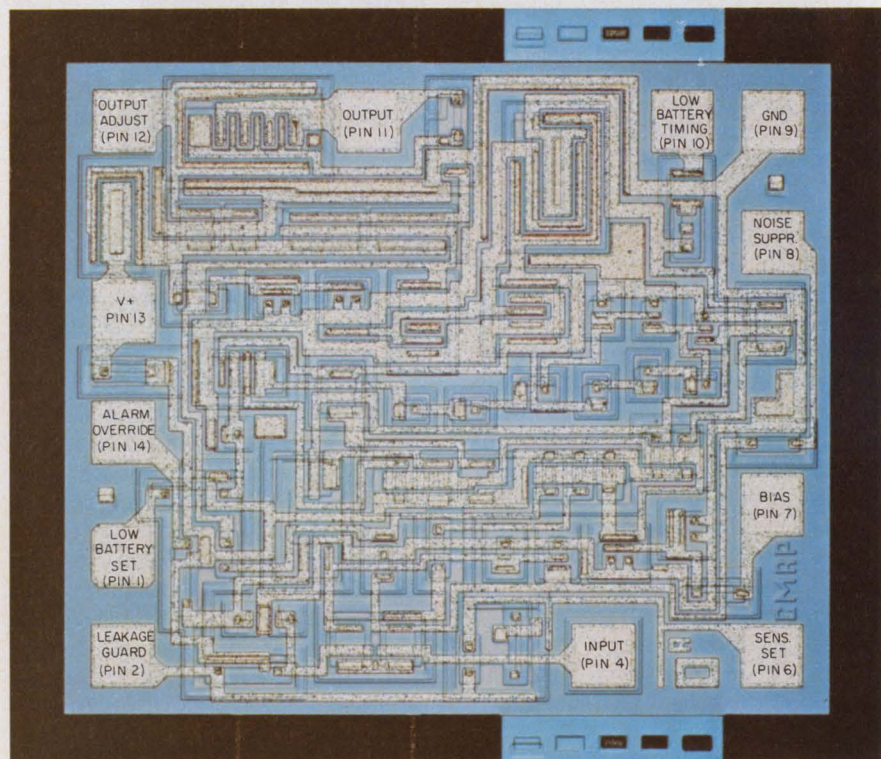 OUTPUT
ADJUST
(PIN 12)
OUTPUT
(PIN 11)
LOW
BATTERY
TIMING
(PIN 10)
GND
(PIN 9)
NOISE
SUPPR.
(PIN 8)
V+
PIN 13
ALARM
OVERRIDE
(PIN 14)
LOW
BATTERY
SET
(PIN 1)
BIAS
(PIN 7)
LEAKAGE
GUARD
(PIN 2)
INPUT
(PIN 4)
SENS.
SET
(PIN 6)